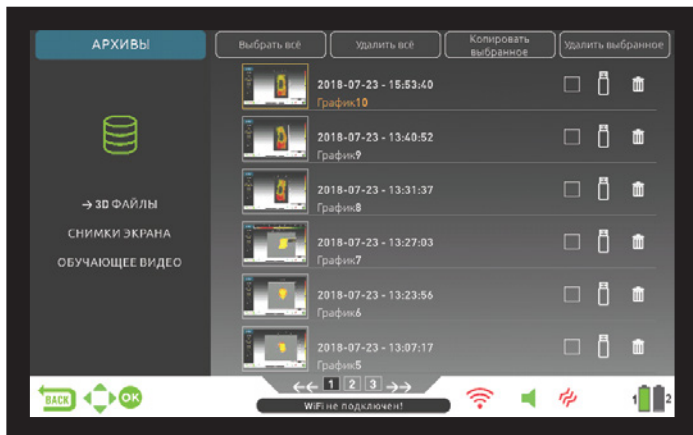 АРХИВЫ
Выбрать всё
Удалить всё
Копировать выбранное
Удалить выбранное
→ 3D ФАЙЛЫ
СНИМКИ ЭКРАНА
ОБУЧАЮЩЕЕ ВИДЕО
2018-07-23 - 15:53:40
График10
2018-07-23 - 13:40:52
График9
2018-07-23 - 13:31:37
График8
2018-07-23 - 13:27:03
График7
2018-07-23 - 13:23:56
График6
2018-07-23 - 13:07:17
График5
BACK
OK
←← 1 2 3 →→
WiFi не подключен!
1 2